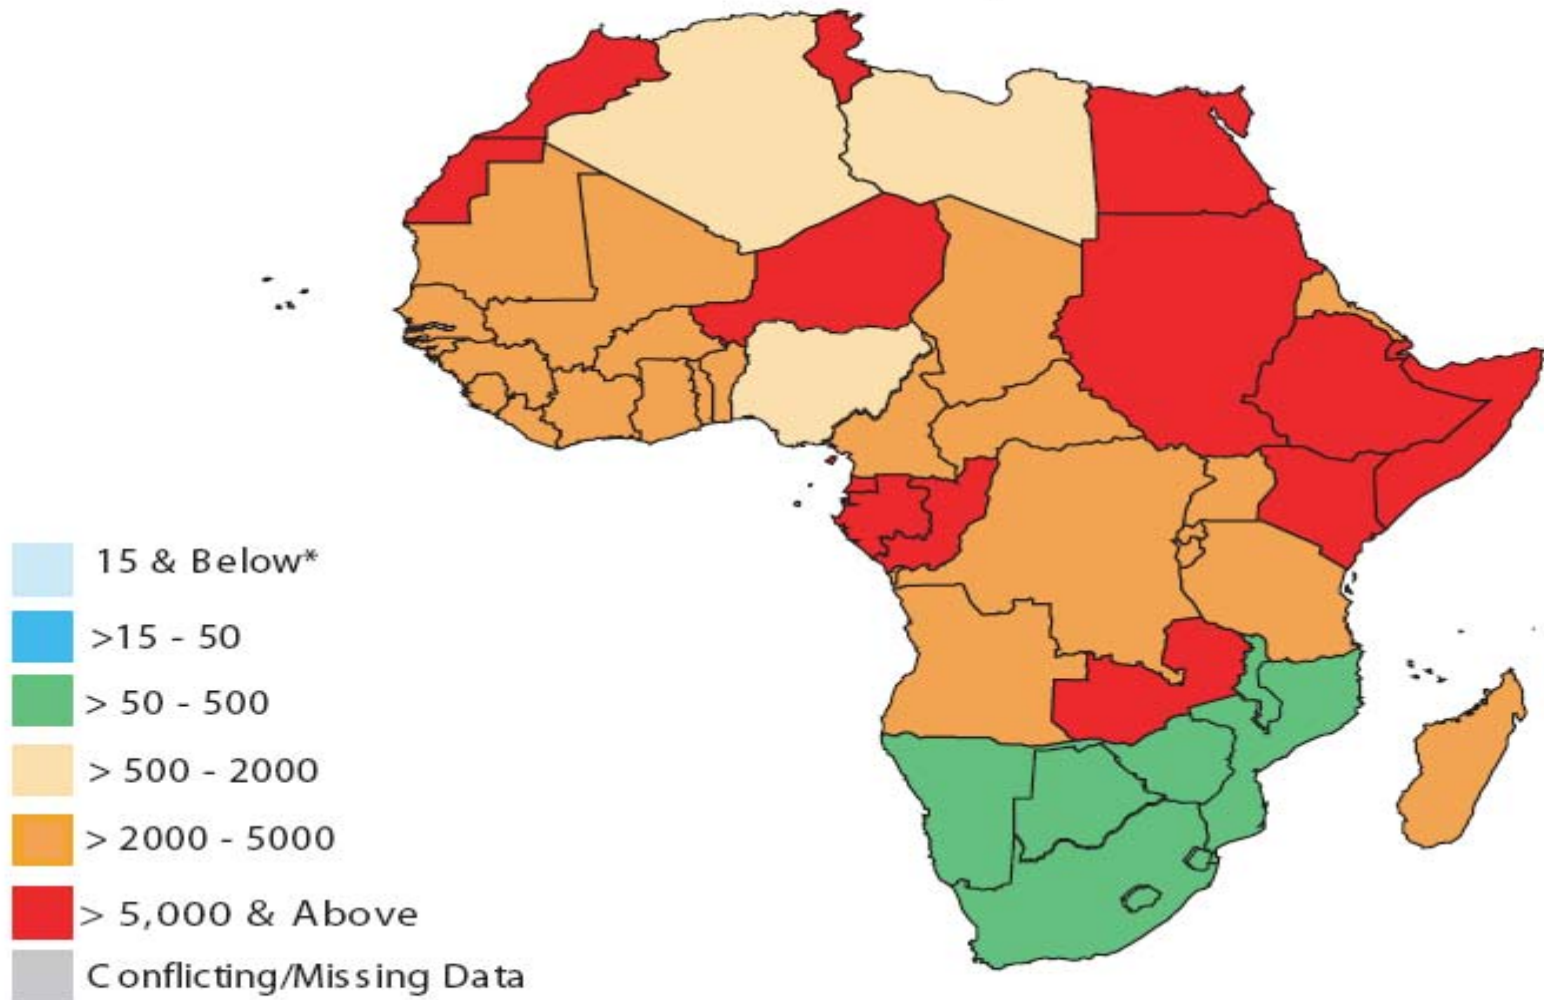 15 & Below*
>15 - 50
> 50 - 500
> 500 - 2000
> 2000 - 5000
> 5,000 & Above
Conflicting/Missing Data